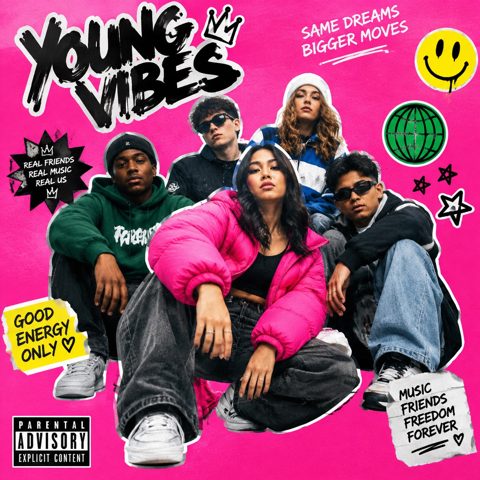 YOUNG
VIBES
SAME DREAMS
BIGGER MOVES
REAL FRIENDS
REAL MUSIC
REAL US
GOOD
ENERGY
ONLY
MUSIC
FRIENDS
FREEDOM
FOREVER
PARENTAL
ADVISORY
EXPLICIT CONTENT